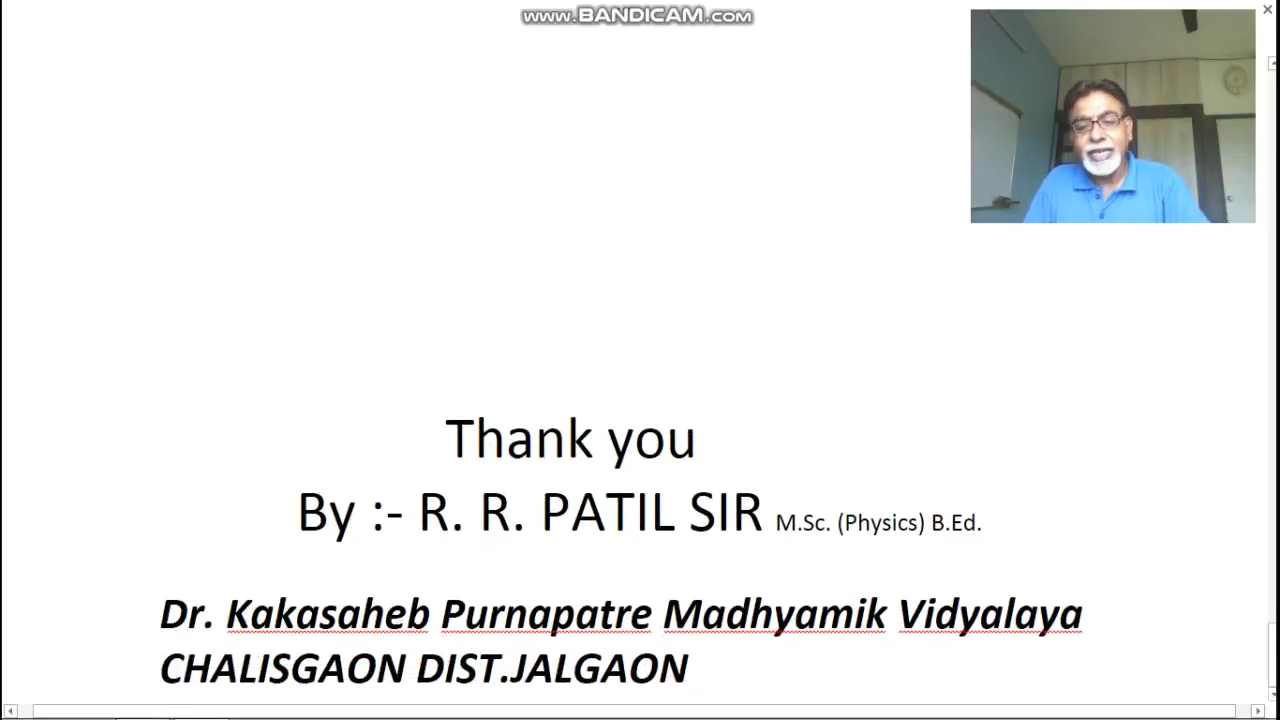 www.BANDICAM.com
Thank you
By :- R. R. PATIL SIR M.Sc. (Physics) B.Ed.
Dr. Kakasaheb Purnapatre Madhyamik Vidyalaya
CHALISGAON DIST.JALGAON